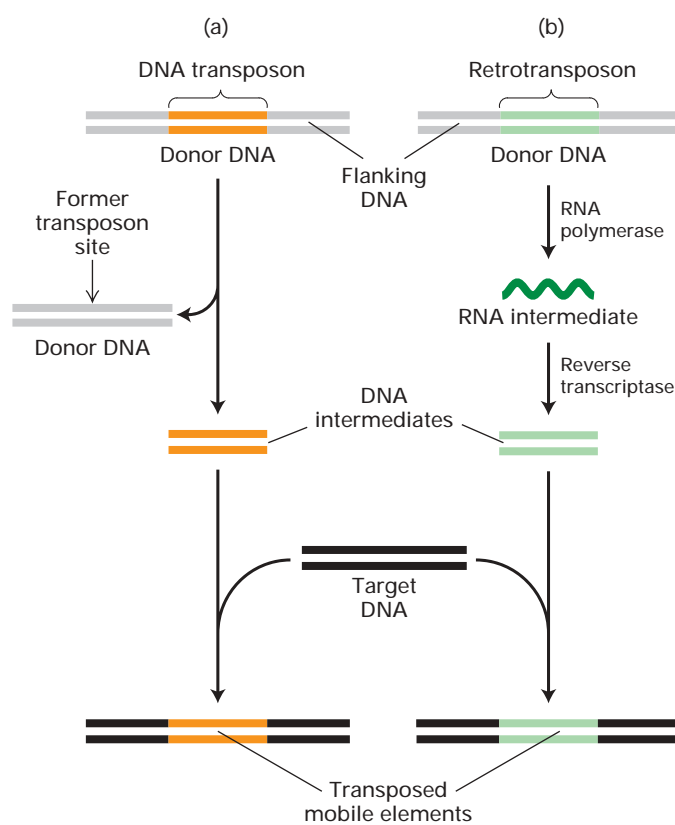 (a)
(b)
DNA transposon
Retrotransposon
Donor DNA
Flanking
DNA
Donor DNA
Former
transposon
site
RNA
polymerase
Donor DNA
RNA intermediate
Reverse
transcriptase
DNA
intermediates
Target
DNA
Transposed
mobile elements